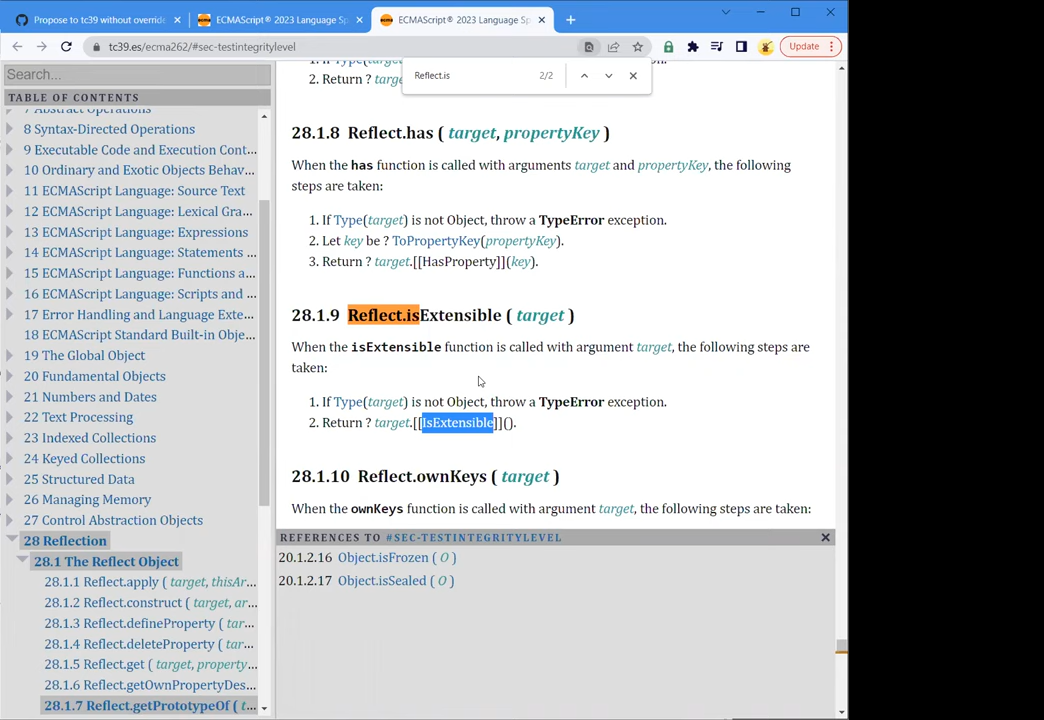 Propose to tc39 without override
ECMAScript® 2023 Language Sp
ECMAScript® 2023 Language Sp
tc39.es/ecma262/#sec-testintegritylevel
Update
Search...
Reflect.is
2/2
TABLE OF CONTENTS
7 Abstract Operations
8 Syntax-Directed Operations
9 Executable Code and Execution Cont...
10 Ordinary and Exotic Objects Behav...
11 ECMAScript Language: Source Text
12 ECMAScript Language: Lexical Gra...
13 ECMAScript Language: Expressions
14 ECMAScript Language: Statements ...
15 ECMAScript Language: Functions a...
16 ECMAScript Language: Scripts and ...
17 Error Handling and Language Exte...
18 ECMAScript Standard Built-in Obje...
19 The Global Object
20 Fundamental Objects
21 Numbers and Dates
22 Text Processing
23 Indexed Collections
24 Keyed Collections
25 Structured Data
26 Managing Memory
27 Control Abstraction Objects
28 Reflection
28.1 The Reflect Object
28.1.1 Reflect.apply ( target, thisAr...
28.1.2 Reflect.construct ( target, ar...
28.1.3 Reflect.defineProperty ( tar...
28.1.4 Reflect.deleteProperty ( tar...
28.1.5 Reflect.get ( target, property...
28.1.6 Reflect.getOwnPropertyDes...
28.1.7 Reflect.getPrototypeOf ( t...
2. Return ? targe
28.1.8 Reflect.has ( target, propertyKey )
When the has function is called with arguments target and propertyKey, the following
steps are taken:
1. If Type(target) is not Object, throw a TypeError exception.
2. Let key be ? ToPropertyKey(propertyKey).
3. Return ? target.[[HasProperty]](key).
28.1.9 Reflect.isExtensible ( target )
When the isExtensible function is called with argument target, the following steps are
taken:
1. If Type(target) is not Object, throw a TypeError exception.
2. Return ? target.[[IsExtensible]]().
28.1.10 Reflect.ownKeys ( target )
When the ownKeys function is called with argument target, the following steps are taken:
REFERENCES TO #SEC-TESTINTEGRITYLEVEL
20.1.2.16 Object.isFrozen ( O )
20.1.2.17 Object.isSealed ( O )